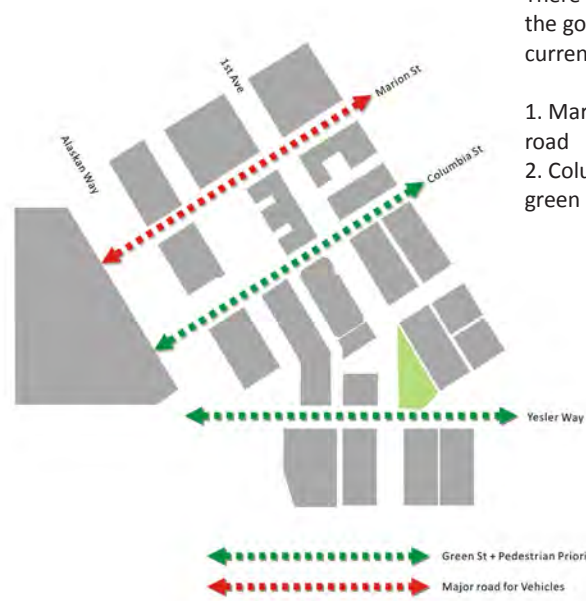 the go
curren
1. Mar
road
2. Colu
green
1st Ave
Marion St
Alaskan Way
Columbia St
Yesler Way
Green St + Pedestrian Priori
Major road for Vehicles